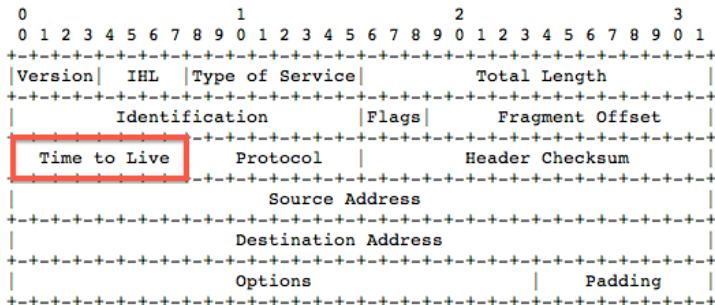 0                   1                   2                   3
0 1 2 3 4 5 6 7 8 9 0 1 2 3 4 5 6 7 8 9 0 1 2 3 4 5 6 7 8 9 0 1
+-+-+-+-+-+-+-+-+-+-+-+-+-+-+-+-+-+-+-+-+-+-+-+-+-+-+-+-+-+-+-+-+
|Version|  IHL  |Type of Service|          Total Length         |
+-+-+-+-+-+-+-+-+-+-+-+-+-+-+-+-+-+-+-+-+-+-+-+-+-+-+-+-+-+-+-+-+
|         Identification        |Flags|      Fragment Offset    |
+-+-+-+-+-+-+-+-+-+-+-+-+-+-+-+-+-+-+-+-+-+-+-+-+-+-+-+-+-+-+-+-+
|  Time to Live |    Protocol   |         Header Checksum       |
+-+-+-+-+-+-+-+-+-+-+-+-+-+-+-+-+-+-+-+-+-+-+-+-+-+-+-+-+-+-+-+-+
|                       Source Address                          |
+-+-+-+-+-+-+-+-+-+-+-+-+-+-+-+-+-+-+-+-+-+-+-+-+-+-+-+-+-+-+-+-+
|                    Destination Address                        |
+-+-+-+-+-+-+-+-+-+-+-+-+-+-+-+-+-+-+-+-+-+-+-+-+-+-+-+-+-+-+-+-+
|                    Options                    |    Padding    |
+-+-+-+-+-+-+-+-+-+-+-+-+-+-+-+-+-+-+-+-+-+-+-+-+-+-+-+-+-+-+-+-+